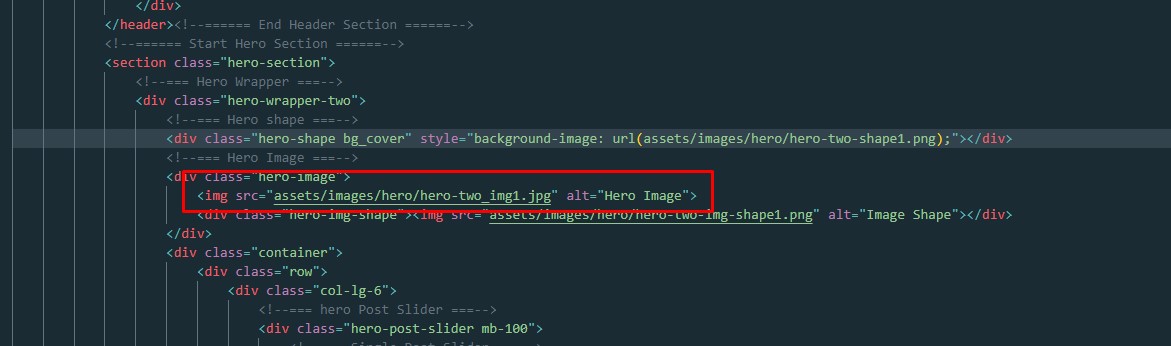 </div>
</header><!--====== End Header Section ======-->
<!--====== Start Hero Section ======-->
<section class="hero-section">
<!--=== Hero Wrapper ===-->
<div class="hero-wrapper-two">
<!--=== Hero shape ===-->
<div class="hero-shape bg_cover" style="background-image: url(assets/images/hero/hero-two-shape1.png);"></div>
<!--=== Hero Image ===-->
<div class="hero-image">
<img src="assets/images/hero/hero-two_img1.jpg" alt="Hero Image">
<div class="hero-img-shape"><img src="assets/images/hero/hero-two-img-shape1.png" alt="Image Shape"></div>
</div>
<div class="container">
<div class="row">
<div class="col-lg-6">
<!--=== hero Post Slider ===-->
<div class="hero-post-slider mb-100">